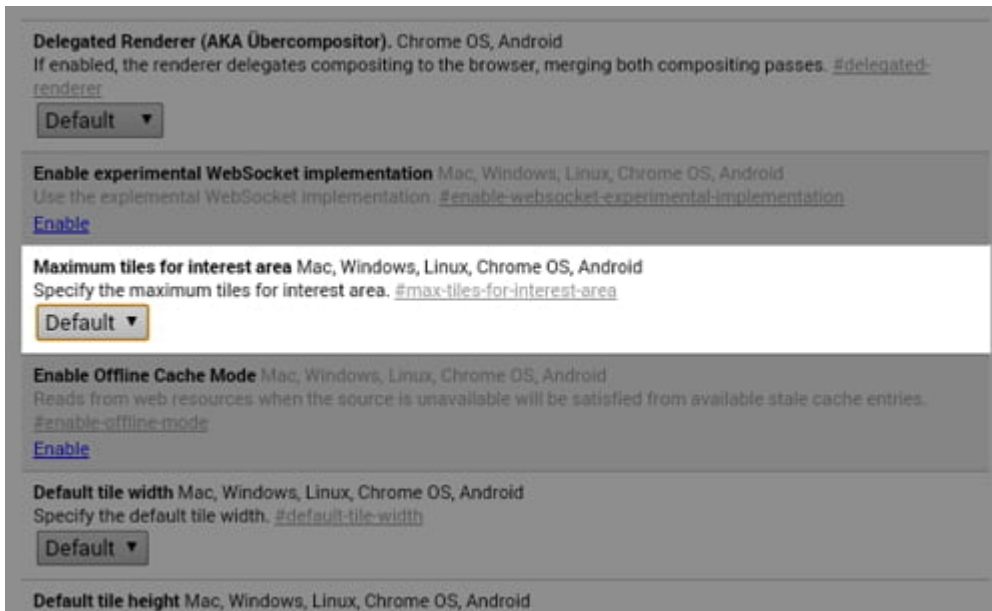 Delegated Renderer (AKA Übercompositor). Chrome OS, Android
If enabled, the renderer delegates compositing to the browser, merging both compositing passes. #delegated-
renderer
Default
Enable experimental WebSocket implementation Mac, Windows, Linux, Chrome OS, Android
Use the explemental WebSocket implementation. #enable-websocket-experimental-implementation
Enable
Maximum tiles for interest area Mac, Windows, Linux, Chrome OS, Android
Specify the maximum tiles for interest area. #max-tiles-for-interest-area
Default
Enable Offline Cache Mode Mac, Windows, Linux, Chrome OS, Android
Reads from web resources when the source is unavailable will be satisfied from available stale cache entries.
#enable-offline-mode
Enable
Default tile width Mac, Windows, Linux, Chrome OS, Android
Specify the default tile width. #default-tile-width
Default
Default tile height Mac, Windows, Linux, Chrome OS, Android